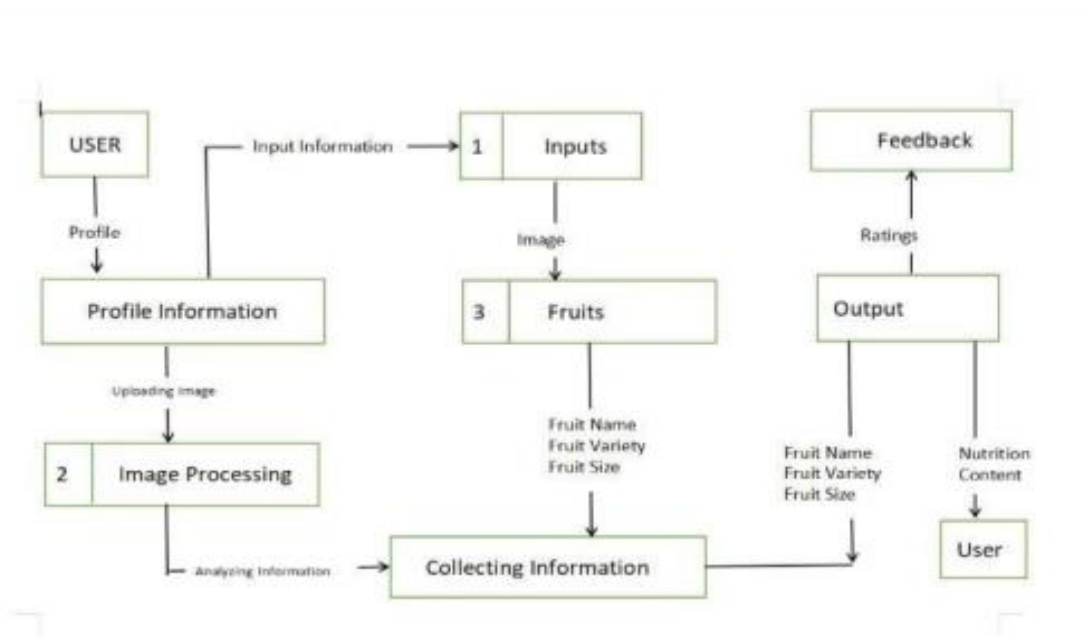 USER
Input Information
1
Inputs
Feedback
Profile
Image
Ratings
Profile Information
3
Fruits
Output
Uploading Image
Fruit Name
Fruit Variety
Fruit Size
Fruit Name
Fruit Variety
Fruit Size
Nutrition
Content
2
Image Processing
User
Analyzing Information
Collecting Information